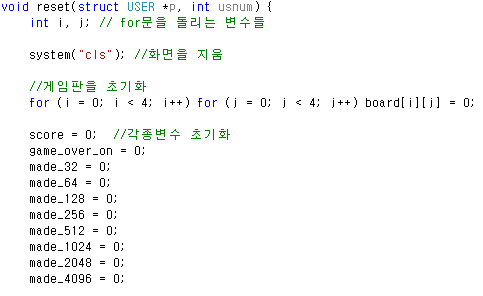 void reset(struct USER *p, int usnum) {
int i, j; // for문을 돌리는 변수들
system("cls"); //화면을 지움
//게임판을 초기화
for (i = 0; i < 4; i++) for (j = 0; j < 4; j++) board[i][j] = 0;
score = 0; //각종변수 초기화
game_over_on = 0;
made_32 = 0;
made_64 = 0;
made_128 = 0;
made_256 = 0;
made_512 = 0;
made_1024 = 0;
made_2048 = 0;
made_4096 = 0;